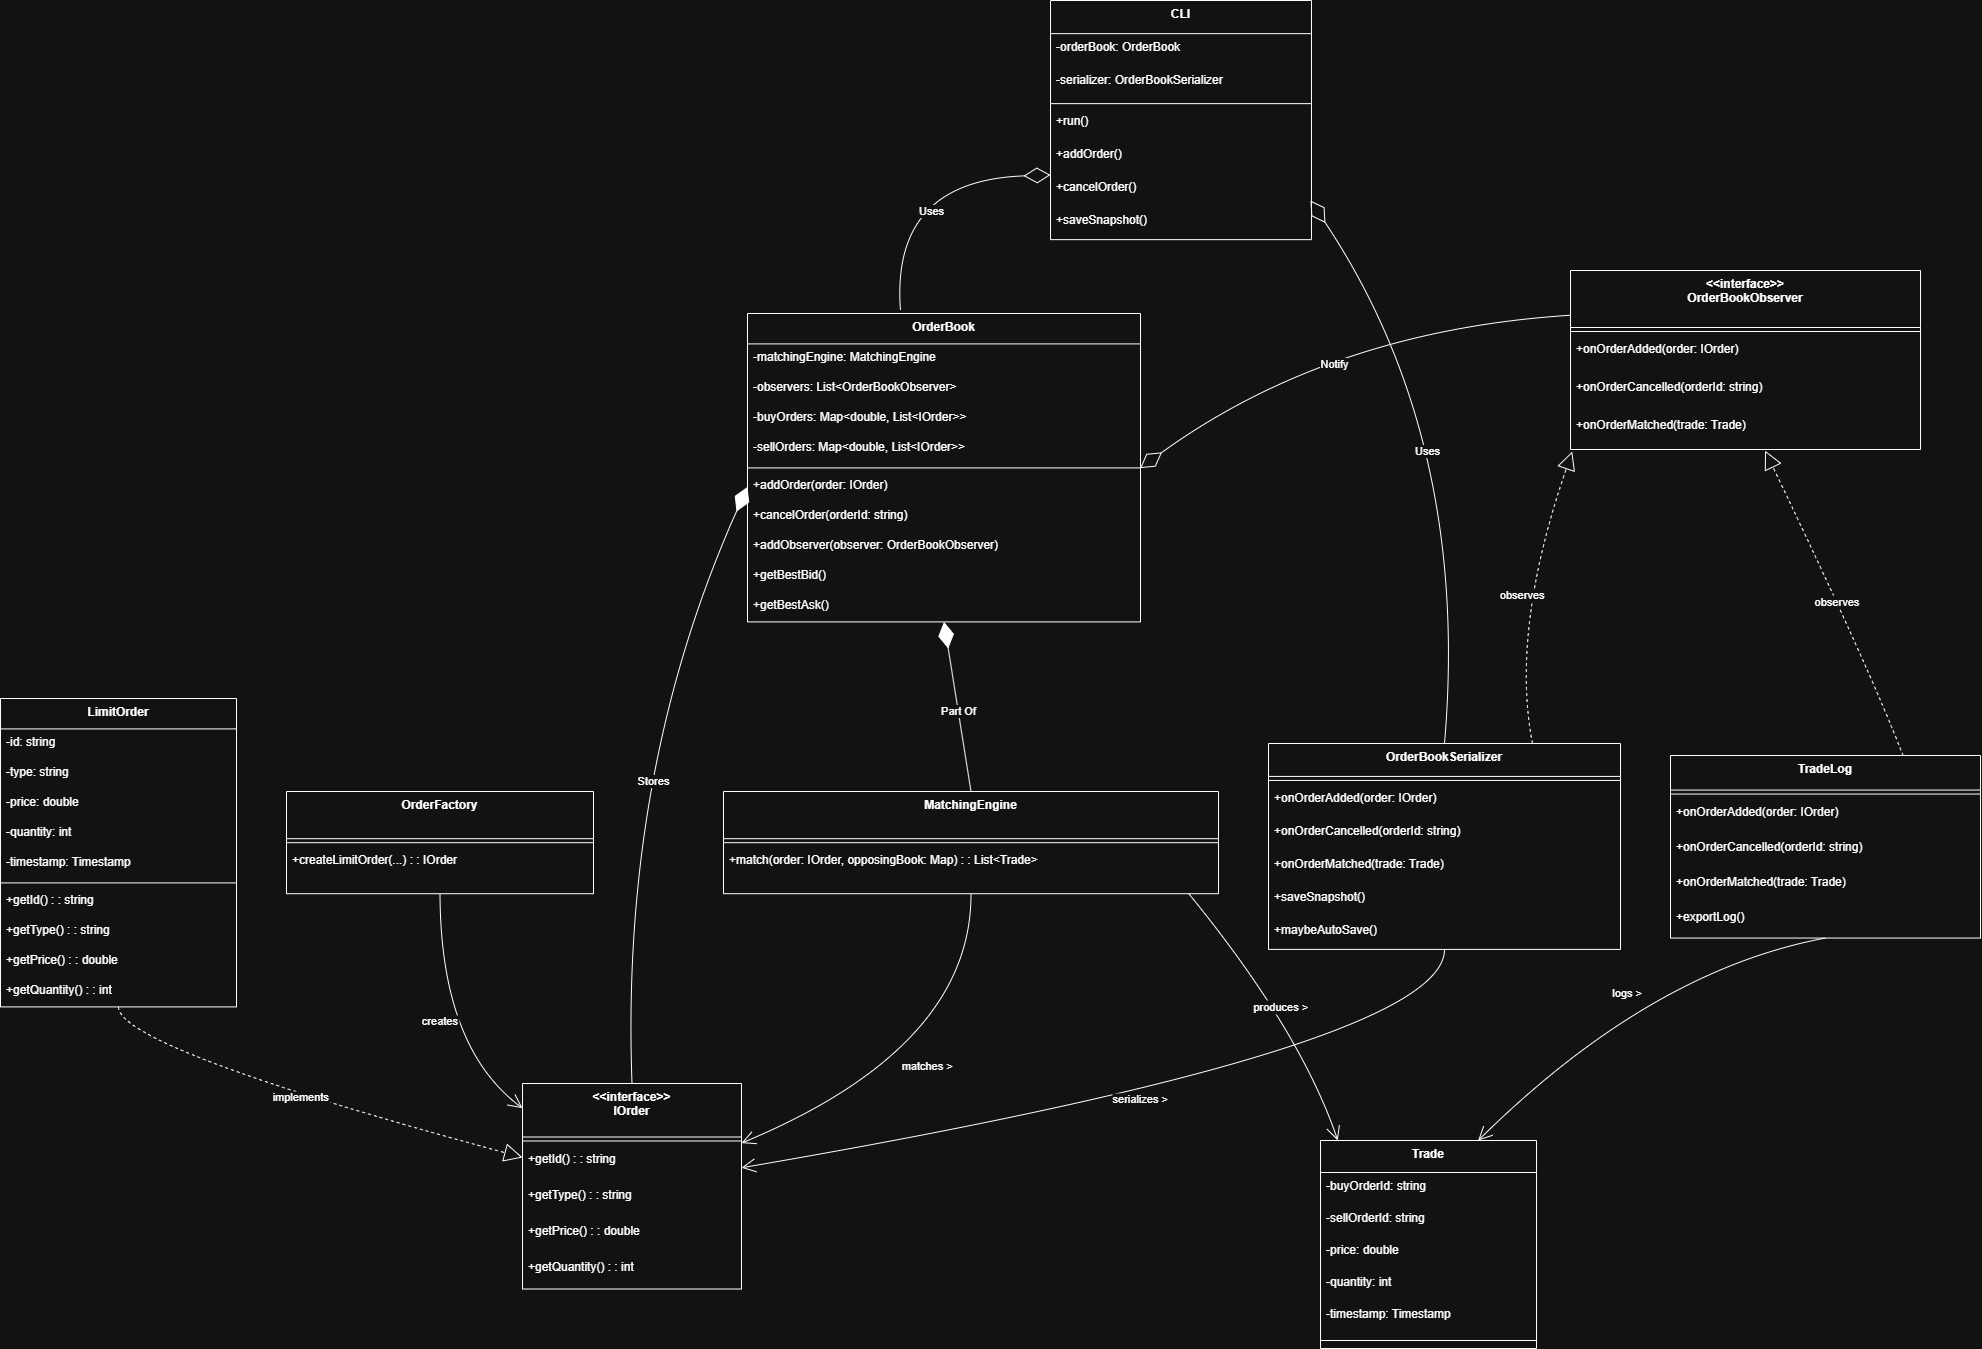 CLI
-orderBook: OrderBook
-serializer: OrderBookSerializer
+run()
+addOrder()
+cancelOrder()
+saveSnapshot()
Uses
<<interface>>
OrderBookObserver
+onOrderAdded(order: IOrder)
+onOrderCancelled(orderId: string)
+onOrderMatched(trade: Trade)
OrderBook
-matchingEngine: MatchingEngine
-observers: List<OrderBookObserver>
-buyOrders: Map<double, List<IOrder>>
-sellOrders: Map<double, List<IOrder>>
+addOrder(order: IOrder)
+cancelOrder(orderId: string)
+addObserver(observer: OrderBookObserver)
+getBestBid()
+getBestAsk()
Notify
Uses
observes
observes
Part Of
Stores
LimitOrder
-id: string
-type: string
-price: double
-quantity: int
-timestamp: Timestamp
+getId() : : string
+getType() : : string
+getPrice() : : double
+getQuantity() : : int
OrderFactory
+createLimitOrder(...) : : IOrder
MatchingEngine
+match(order: IOrder, opposingBook: Map) : : List<Trade>
OrderBookSerializer
+onOrderAdded(order: IOrder)
+onOrderCancelled(orderId: string)
+onOrderMatched(trade: Trade)
+saveSnapshot()
+maybeAutoSave()
TradeLog
+onOrderAdded(order: IOrder)
+onOrderCancelled(orderId: string)
+onOrderMatched(trade: Trade)
+exportLog()
implements
creates
matches >
produces >
serializes >
logs >
<<interface>>
IOrder
+getId() : : string
+getType() : : string
+getPrice() : : double
+getQuantity() : : int
Trade
-buyOrderId: string
-sellOrderId: string
-price: double
-quantity: int
-timestamp: Timestamp